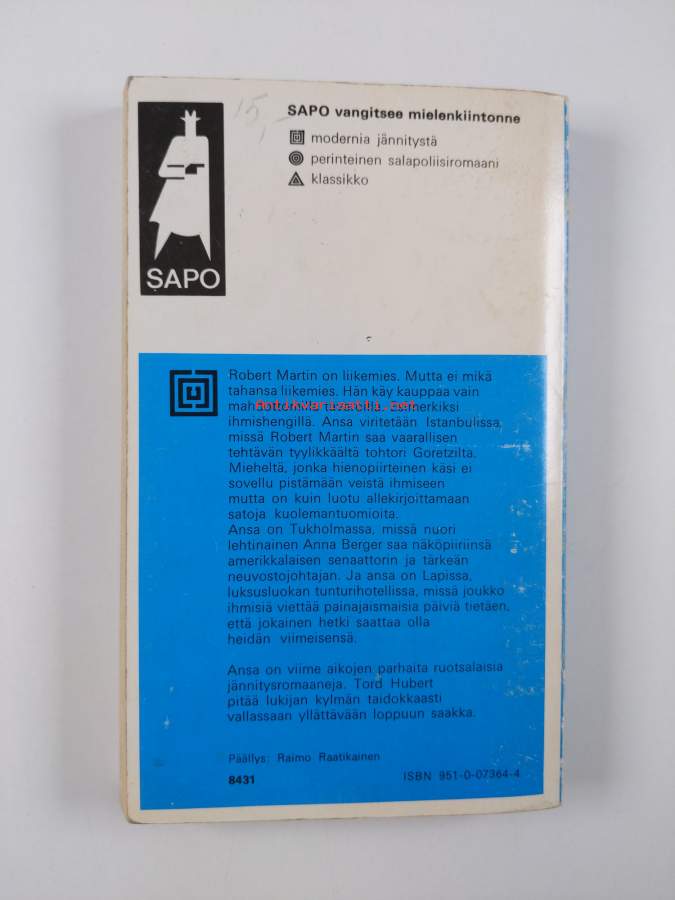 15,-
SAPO vangitsee mielenkiintonne
modernia jännitystä
perinteinen salapoliisiromaani
klassikko
SAPO
Robert Martin on liikemies. Mutta ei mikä
tahansa liikemies. Hän käy kauppaa vain
Antikvariaatti.net
ihmishengillä. Ansa viritetään Istanbulissa,
missä Robert Martin saa vaarallisen
tehtävän tyylikkäältä tohtori Goretzilta.
Mieheltä, jonka hienopiirteinen käsi ei
sovellu pistämään veistä ihmiseen
mutta on kuin luotu allekirjoittamaan
satoja kuolemantuomioita.
Ansa on Tukholmassa, missä nuori
lehtinainen Anna Berger saa näköpiiriinsä
amerikkalaisen senaattorin ja tärkeän
neuvostojohtajan. Ja ansa on Lapissa,
luksusluokan tunturihotellissa, missä joukko
ihmisiä viettää painajaismaisia päiviä tietäen,
että jokainen hetki saattaa olla
heidän viimeisensä.
Ansa on viime aikojen parhaita ruotsalaisia
jännitysromaaneja. Tord Hubert
pitää lukijan kylmän taidokkaasti
vallassaan yllättävään loppuun saakka.
Päällys: Raimo Raatikainen
8431 ISBN 951-0-07364-4